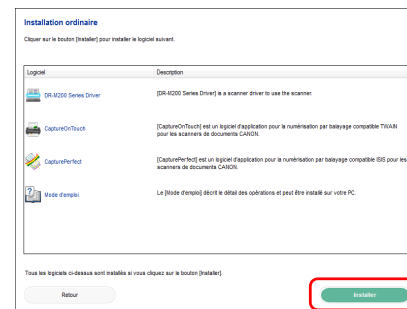 Installation ordinaire
Cliquer sur le bouton [Installer] pour installer le logiciel suivant.
Logiciel Description
DR-M200 Series Driver [DR-M200 Series Driver] is a scanner driver to use the scanner.
CaptureOnTouch [CaptureOnTouch] est un logiciel d'application pour la numérisation par balayage compatible TWAIN
pour les scanners de documents CANON.
CapturePerfect [CapturePerfect] est un logiciel d'application pour la numérisation par balayage compatible ISIS pour les
scanners de documents CANON.
Mode d'emploi Le [Mode d'emploi] décrit le détail des opérations et peut être installé sur votre PC.
Tous les logiciels ci-dessus sont installés si vous cliquez sur le bouton [Installer].
Retour Installer